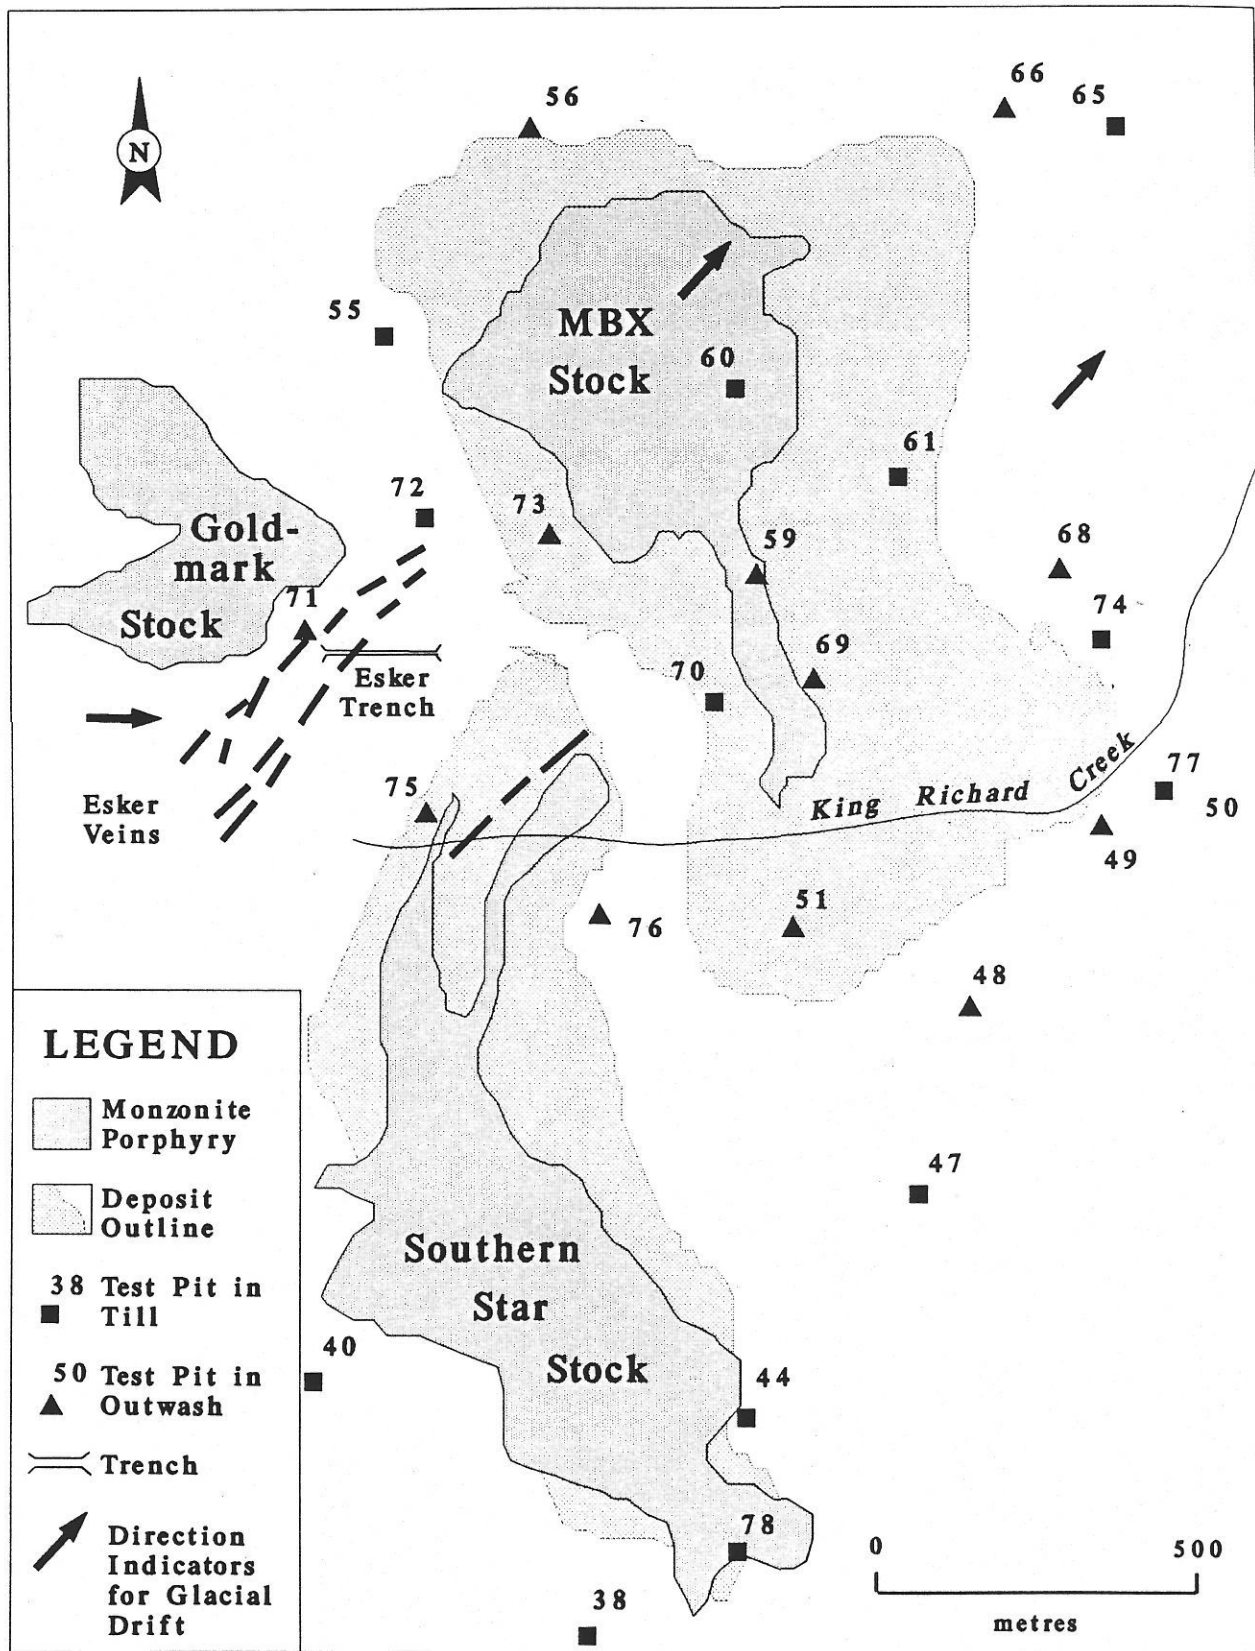 56
66
65
N
55
MBX
Stock
60
61
72
73
Gold-
mark
Stock
59
68
71
74
69
70
Esker
Trench
77
Esker
Veins
75
King Richard Creek
50
49
51
76
48
LEGEND
Monzonite
Porphyry
Deposit
Outline
38 Test Pit in
Till
50 Test Pit in
Outwash
Trench
Direction
Indicators
for Glacial
Drift
47
Southern
Star
Stock
40
44
78
38
0 500
metres